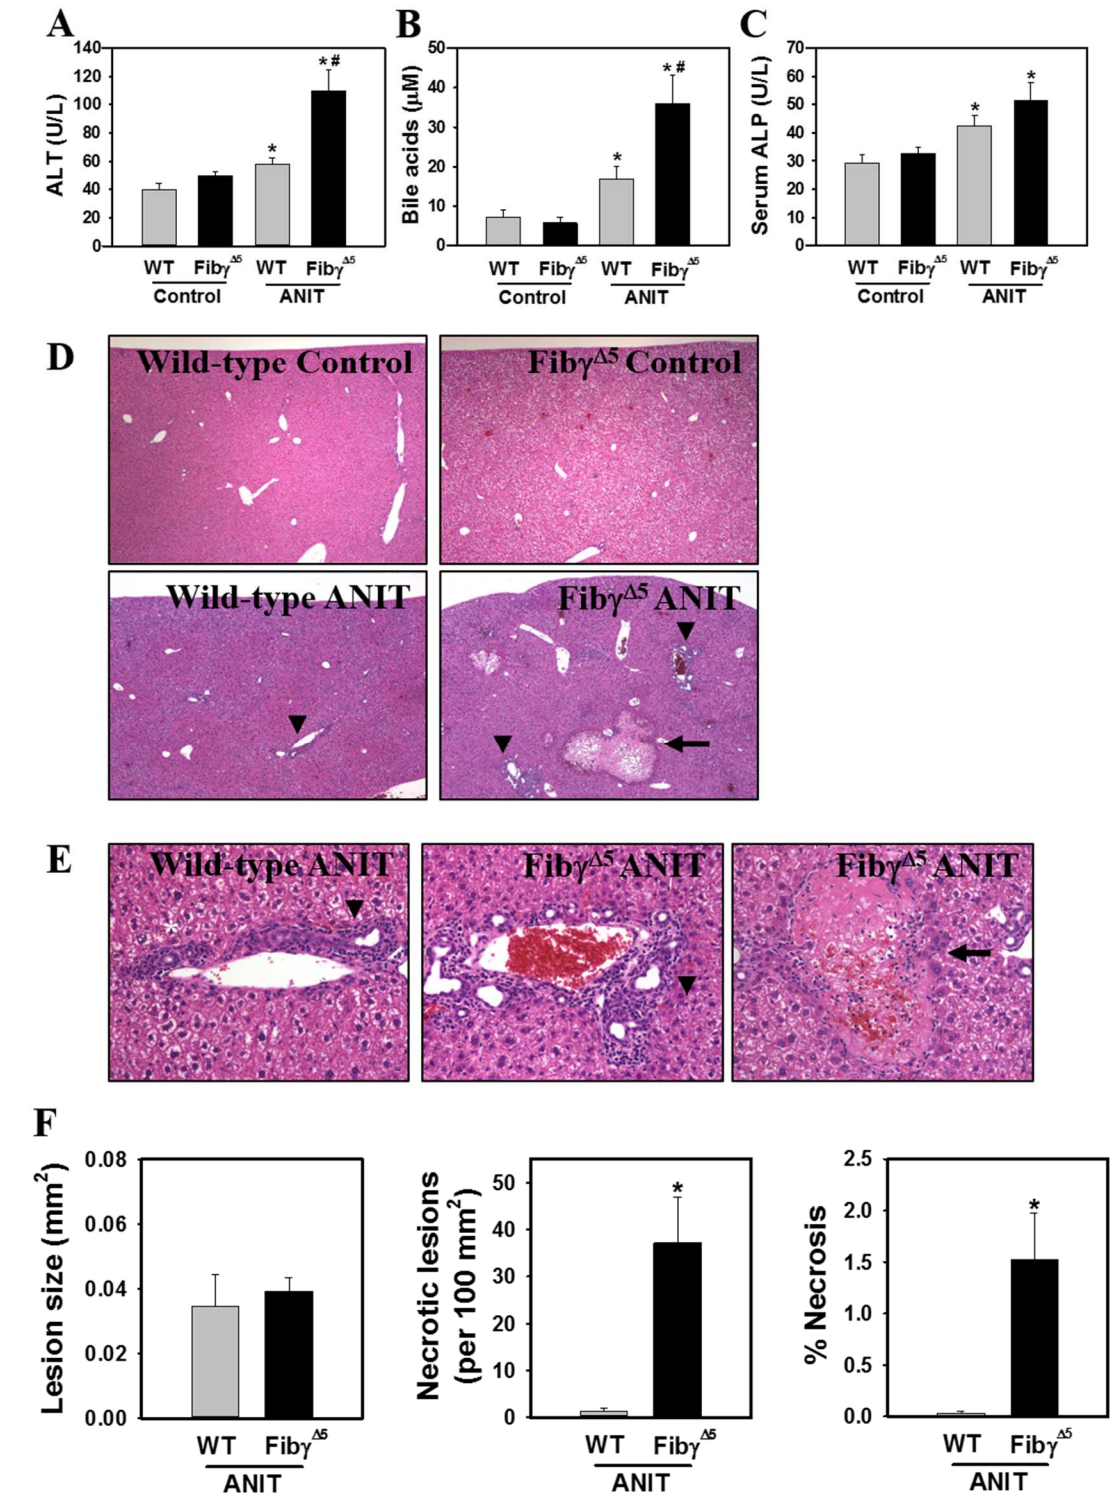 A
ALT (U/L)
140
120
100
80
60
40
20
0
*
*#
WT Fibγ^Δ5 WT Fibγ^Δ5
Control ANIT
B
Bile acids (μM)
50
40
30
20
10
0
*
*#
WT Fibγ^Δ5 WT Fibγ^Δ5
Control ANIT
C
Serum ALP (U/L)
70
60
50
40
30
20
10
0
*
*
WT Fibγ^Δ5 WT Fibγ^Δ5
Control ANIT
D
Wild-type Control
Fibγ^Δ5 Control
Wild-type ANIT
Fibγ^Δ5 ANIT
E
Wild-type ANIT
*
Fibγ^Δ5 ANIT
Fibγ^Δ5 ANIT
F
Lesion size (mm²)
0.08
0.06
0.04
0.02
0.00
WT Fibγ^Δ5
ANIT
Necrotic lesions
(per 100 mm²)
50
40
30
20
10
0
*
WT Fibγ^Δ5
ANIT
% Necrosis
2.5
2.0
1.5
1.0
0.5
0.0
*
WT Fibγ^Δ5
ANIT